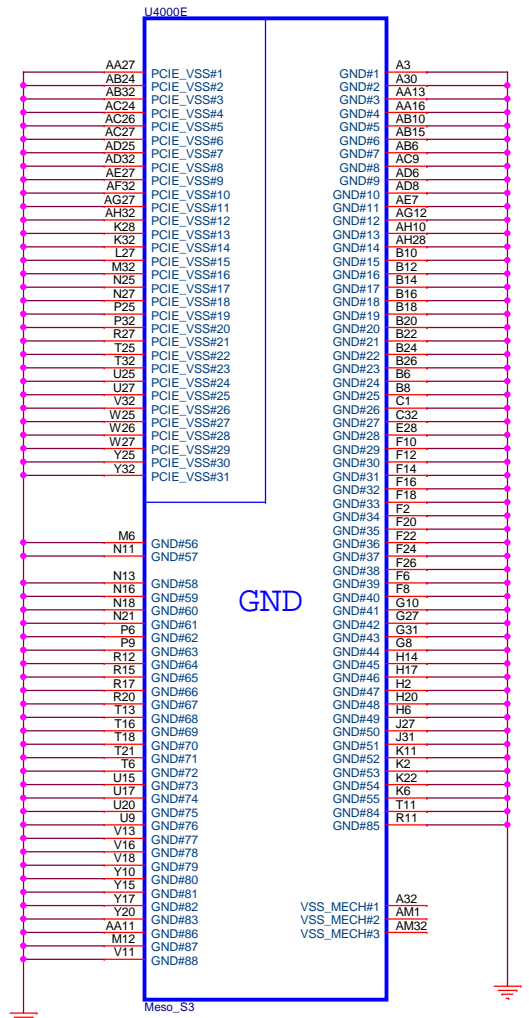 U4000E
AA27 PCIE_VSS#1
AB24 PCIE_VSS#2
AB32 PCIE_VSS#3
AC24 PCIE_VSS#4
AC26 PCIE_VSS#5
AC27 PCIE_VSS#6
AD25 PCIE_VSS#7
AD32 PCIE_VSS#8
AE27 PCIE_VSS#9
AF32 PCIE_VSS#10
AG27 PCIE_VSS#11
AH32 PCIE_VSS#12
K28 PCIE_VSS#13
K32 PCIE_VSS#14
L27 PCIE_VSS#15
M32 PCIE_VSS#16
N25 PCIE_VSS#17
N27 PCIE_VSS#18
P25 PCIE_VSS#19
P32 PCIE_VSS#20
R27 PCIE_VSS#21
T25 PCIE_VSS#22
T32 PCIE_VSS#23
U25 PCIE_VSS#24
U27 PCIE_VSS#25
V32 PCIE_VSS#26
W25 PCIE_VSS#27
W26 PCIE_VSS#28
W27 PCIE_VSS#29
Y25 PCIE_VSS#30
Y32 PCIE_VSS#31
M6 GND#56
N11 GND#57
N13 GND#58
N16 GND#59
N18 GND#60
N21 GND#61
P6 GND#62
P9 GND#63
R12 GND#64
R15 GND#65
R17 GND#66
R20 GND#67
T13 GND#68
T16 GND#69
T18 GND#70
T21 GND#71
T6 GND#72
U15 GND#73
U17 GND#74
U20 GND#75
U9 GND#76
V13 GND#77
V16 GND#78
V18 GND#79
Y10 GND#80
Y15 GND#81
Y17 GND#82
Y20 GND#83
AA11 GND#86
M12 GND#87
V11 GND#88
GND
GND#1 A3
GND#2 A30
GND#3 AA13
GND#4 AA16
GND#5 AB10
GND#6 AB15
GND#7 AB6
GND#8 AC9
GND#9 AD6
GND#10 AD8
GND#11 AE7
GND#12 AG12
GND#13 AH10
GND#14 AH28
GND#15 B10
GND#16 B12
GND#17 B14
GND#18 B16
GND#19 B18
GND#20 B20
GND#21 B22
GND#22 B24
GND#23 B26
GND#24 B6
GND#25 B8
GND#26 C1
GND#27 C32
GND#28 E28
GND#29 F10
GND#30 F12
GND#31 F14
GND#32 F16
GND#33 F18
GND#34 F2
GND#35 F20
GND#36 F22
GND#37 F24
GND#38 F26
GND#39 F6
GND#40 F8
GND#41 G10
GND#42 G27
GND#43 G31
GND#44 G8
GND#45 H14
GND#46 H17
GND#47 H2
GND#48 H20
GND#49 H6
GND#50 J27
GND#51 J31
GND#52 K11
GND#53 K2
GND#54 K22
GND#55 K6
GND#84 T11
GND#85 R11
VSS_MECH#1 A32
VSS_MECH#2 AM1
VSS_MECH#3 AM32
Meso_S3